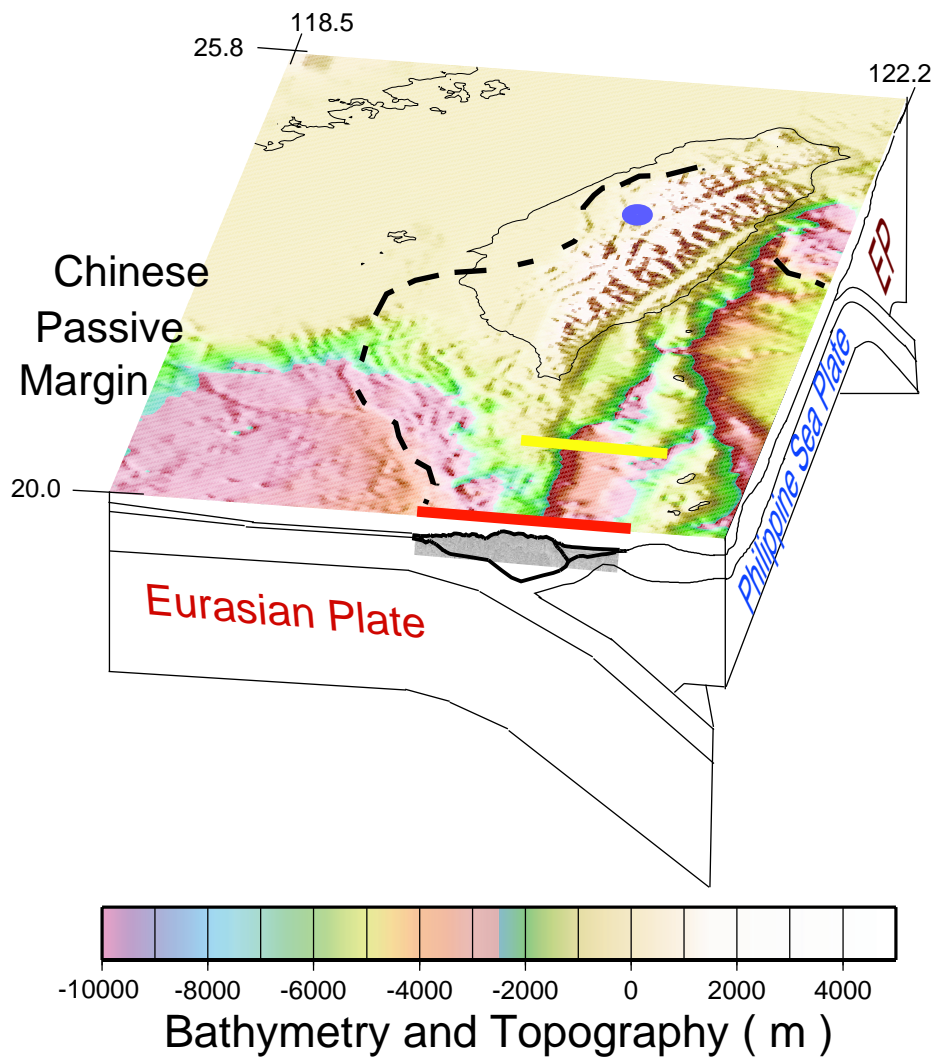 118.5
25.8
122.2
EP
Chinese
Passive
Margin
Philippine Sea Plate
20.0
Eurasian Plate
-10000 -8000 -6000 -4000 -2000 0 2000 4000
Bathymetry and Topography ( m )